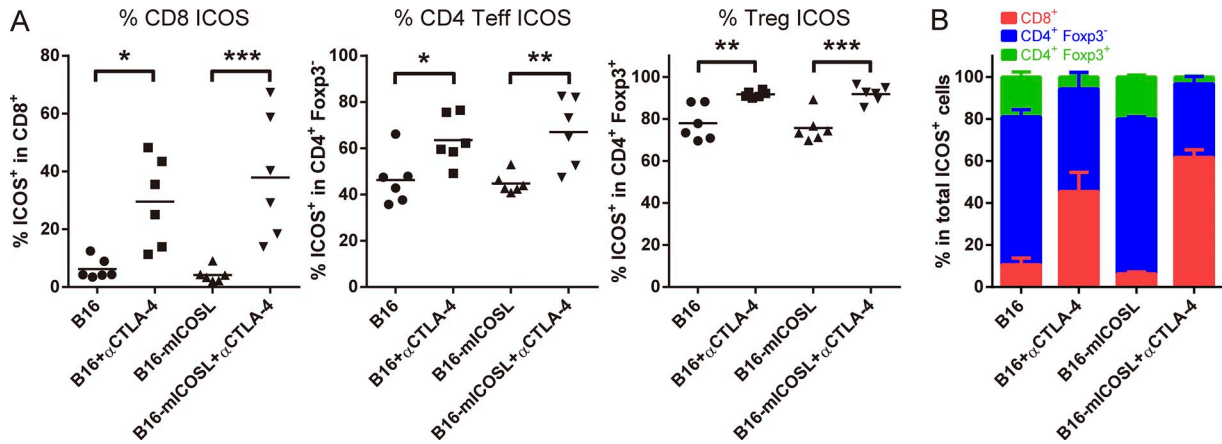 A
% CD8 ICOS
% ICOS⁺ in CD8⁺
80
60
40
20
0
*
***
B16
B16+αCTLA-4
B16-mICOSL
B16-mICOSL+αCTLA-4
% CD4 Teff ICOS
% ICOS⁺ in CD4⁺ Foxp3⁻
100
80
60
40
20
0
*
**
B16
B16+αCTLA-4
B16-mICOSL
B16-mICOSL+αCTLA-4
% Treg ICOS
% ICOS⁺ in CD4⁺ Foxp3⁺
100
80
60
40
20
0
**
***
B16
B16+αCTLA-4
B16-mICOSL
B16-mICOSL+αCTLA-4
B
CD8⁺
CD4⁺ Foxp3⁻
CD4⁺ Foxp3⁺
% in total ICOS⁺ cells
100
80
60
40
20
0
B16
B16+αCTLA-4
B16-mICOSL
B16-mICOSL+αCTLA-4